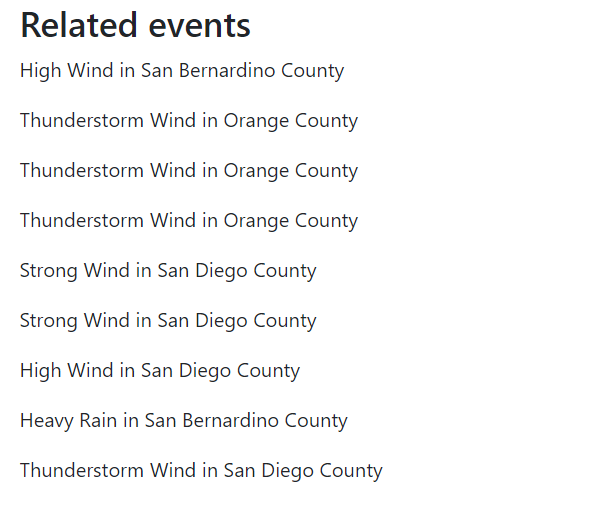 Related events
High Wind in San Bernardino County
Thunderstorm Wind in Orange County
Thunderstorm Wind in Orange County
Thunderstorm Wind in Orange County
Strong Wind in San Diego County
Strong Wind in San Diego County
High Wind in San Diego County
Heavy Rain in San Bernardino County
Thunderstorm Wind in San Diego County